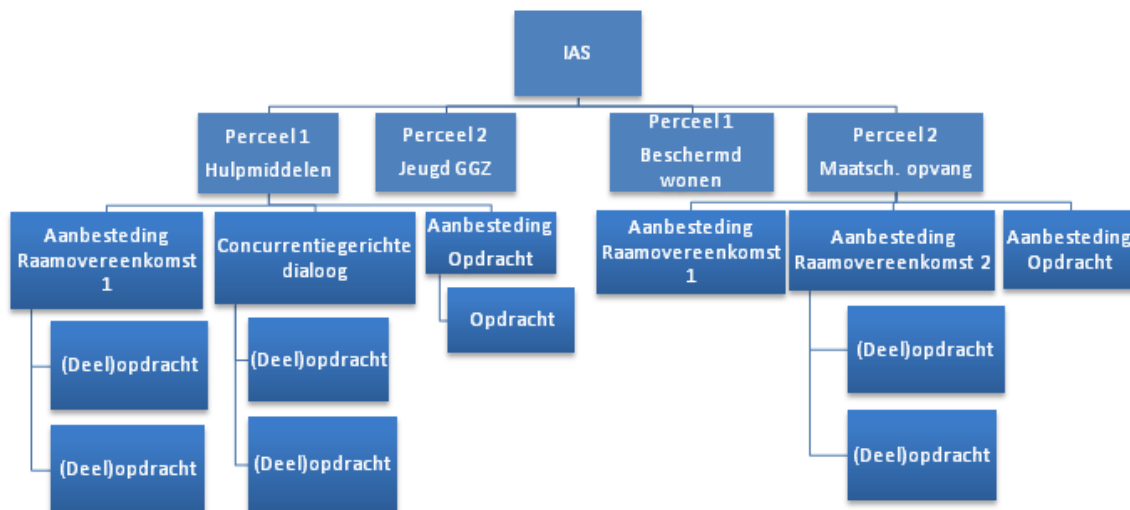 IAS
Perceel 1
Hulpmiddelen
Perceel 2
Jeugd GGZ
Perceel 1
Beschermd
wonen
Perceel 2
Maatsch. opvang
Aanbesteding
Raamovereenkomst
1
Concurrentiegerichte
dialoog
Aanbesteding
Opdracht
Aanbesteding
Raamovereenkomst
1
Aanbesteding
Raamovereenkomst 2
Aanbesteding
Opdracht
(Deel)opdracht
(Deel)opdracht
Opdracht
(Deel)opdracht
(Deel)opdracht
(Deel)opdracht
(Deel)opdracht